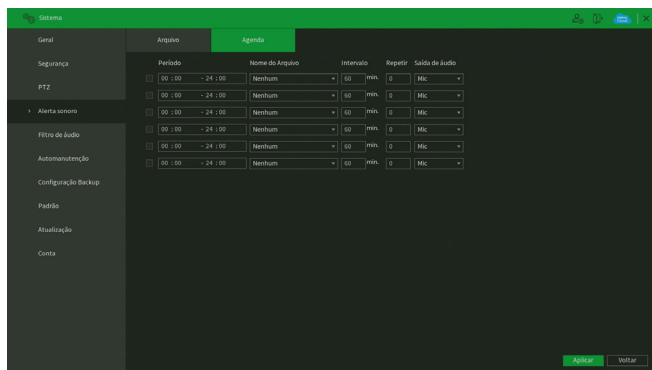 Sistema
Geral
Segurança
PTZ
Alerta sonoro
Filtro de áudio
Automanutenção
Configuração Backup
Padrão
Atualização
Conta
Arquivo Agenda
Período Nome do Arquivo Intervalo Repetir Saída de áudio
00 : 00 - 24 : 00 Nenhum 60 min. 0 Mic
00 : 00 - 24 : 00 Nenhum 60 min. 0 Mic
00 : 00 - 24 : 00 Nenhum 60 min. 0 Mic
00 : 00 - 24 : 00 Nenhum 60 min. 0 Mic
00 : 00 - 24 : 00 Nenhum 60 min. 0 Mic
00 : 00 - 24 : 00 Nenhum 60 min. 0 Mic
Aplicar Voltar